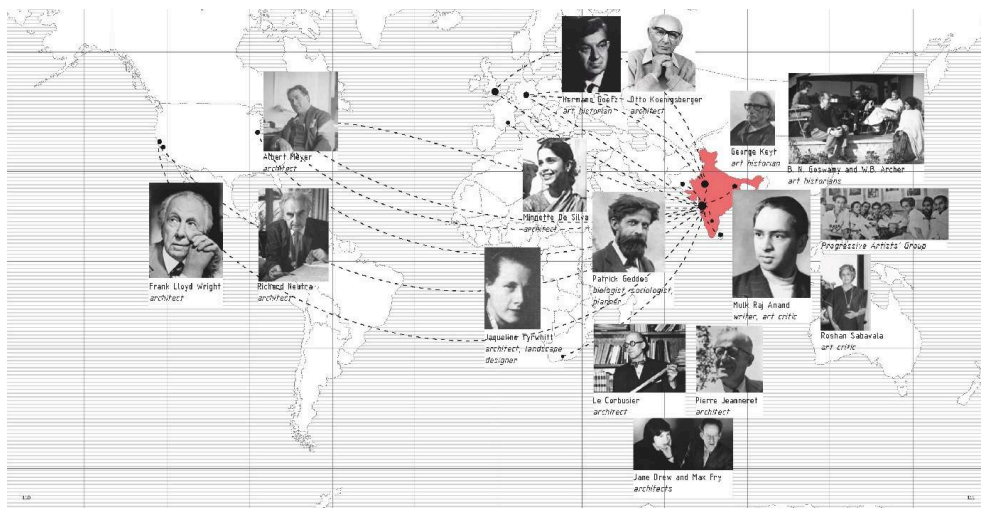 Hermann Goetz
art historian
Otto Koenigsberger
architect
Albert Mayer
architect
George Keyt
art historian
B. N. Goswamy and W.B. Archer
art historians
Minnette De Silva
architect
Progressive Artists' Group
Frank Lloyd Wright
architect
Richard Neutra
architect
Patrick Geddes
biologist, sociologist,
planner
Mulk Raj Anand
writer, art critic
Jaqueline Tyrwhitt
architect, landscape
designer
Roshan Sabavala
art critic
Le Corbusier
architect
Pierre Jeanneret
architect
Jane Drew and Max Fry
architects